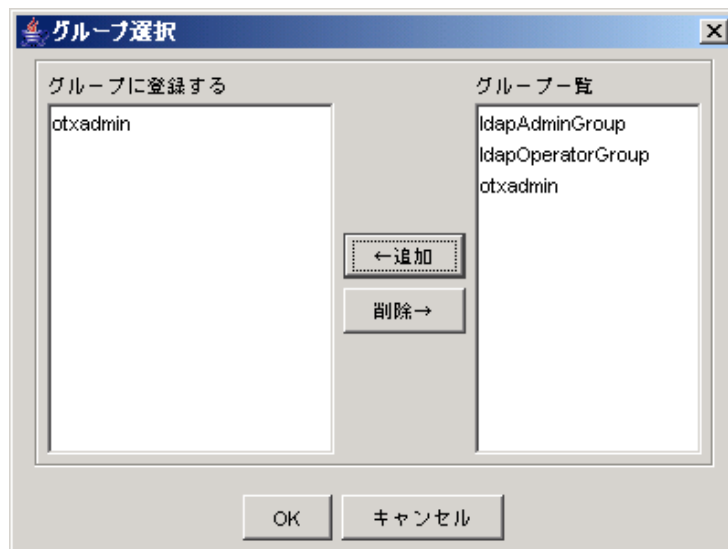 グループ選択
グループに登録する
otxadmin
グループ一覧
ldapAdminGroup
ldapOperatorGroup
otxadmin
←追加
削除→
OK
キャンセル